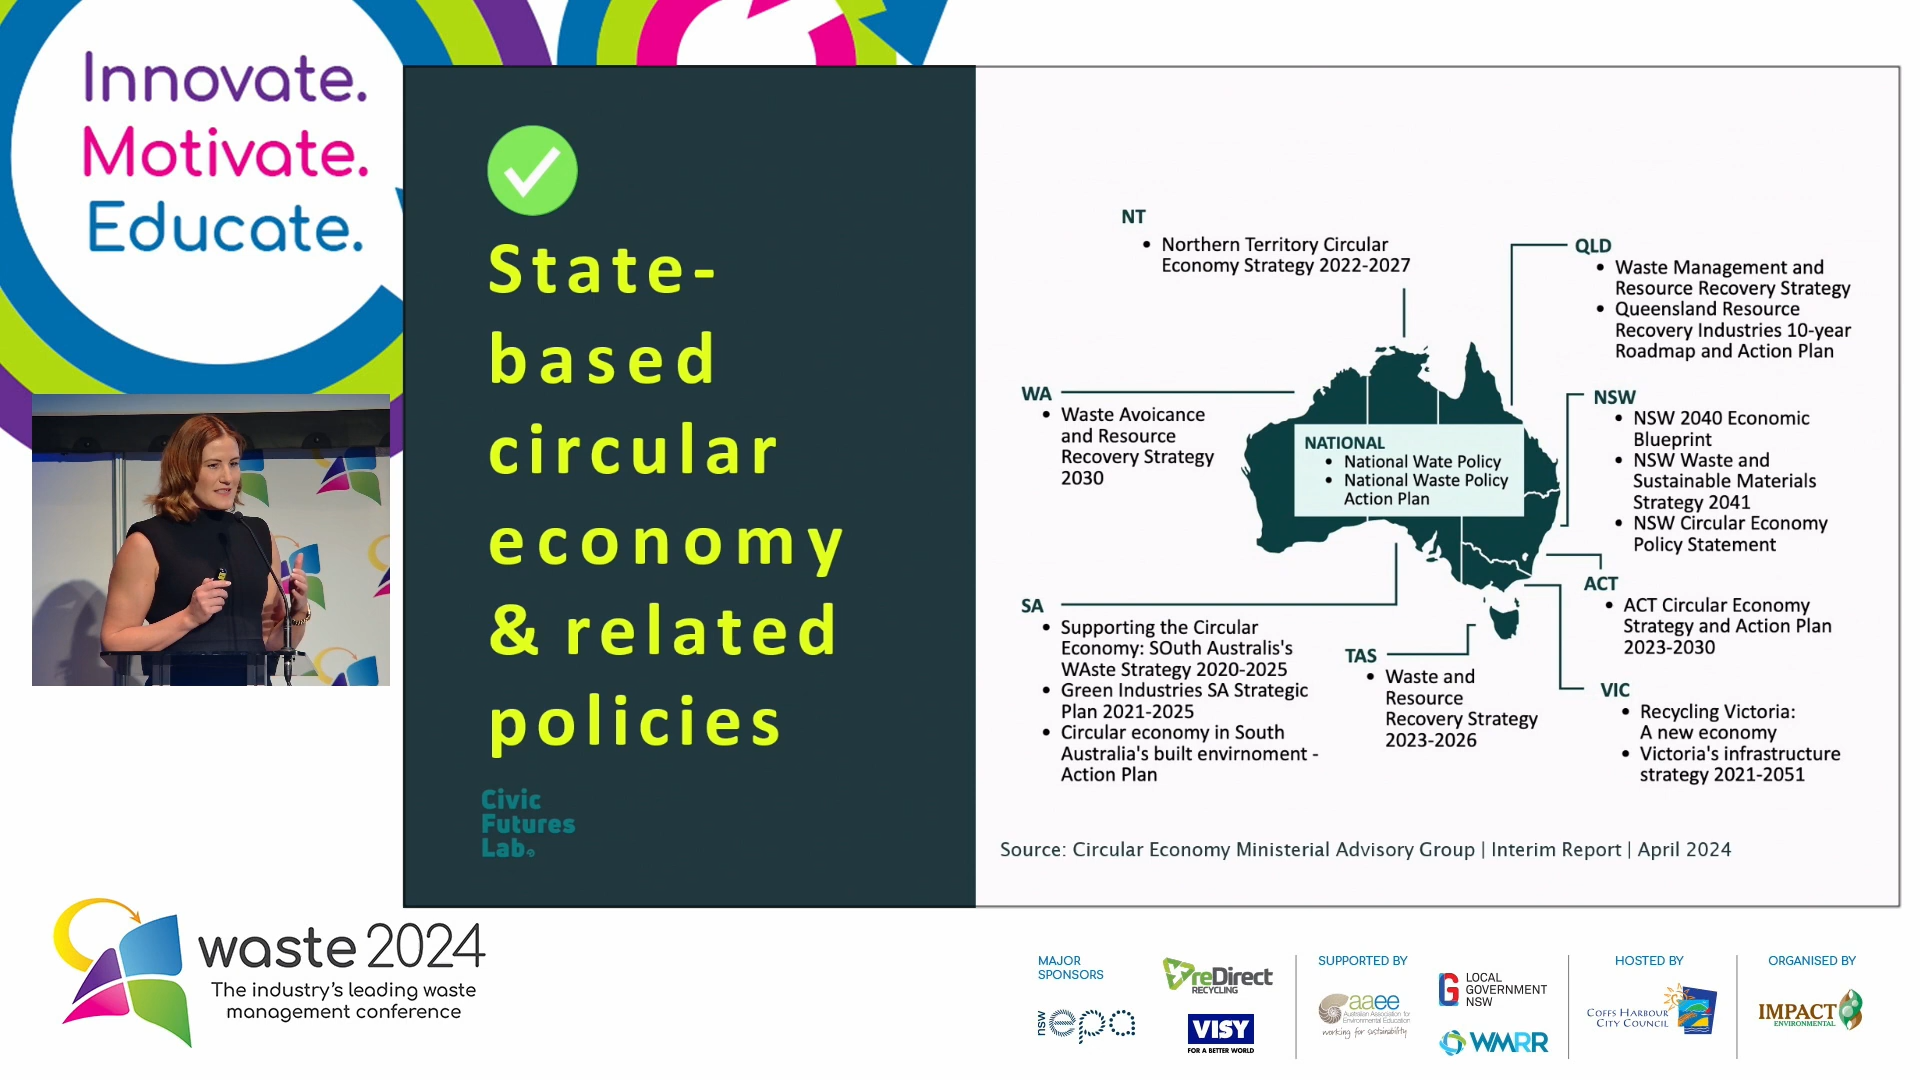 Innovate.
Motivate.
Educate.
State-
based
circular
economy
& related
policies
Civic
Futures
Lab.
NT
• Northern Territory Circular
Economy Strategy 2022-2027
QLD
• Waste Management and
Resource Recovery Strategy
• Queensland Resource
Recovery Industries 10-year
Roadmap and Action Plan
WA
• Waste Avoicance
and Resource
Recovery Strategy
2030
NATIONAL
• National Wate Policy
• National Waste Policy
Action Plan
NSW
• NSW 2040 Economic
Blueprint
• NSW Waste and
Sustainable Materials
Strategy 2041
• NSW Circular Economy
Policy Statement
ACT
• ACT Circular Economy
Strategy and Action Plan
2023-2030
SA
• Supporting the Circular
Economy: SOuth Australis's
WAste Strategy 2020-2025
• Green Industries SA Strategic
Plan 2021-2025
• Circular economy in South
Australia's built envirnoment -
Action Plan
TAS
• Waste and
Resource
Recovery Strategy
2023-2026
VIC
• Recycling Victoria:
A new economy
• Victoria's infrastructure
strategy 2021-2051
Source: Circular Economy Ministerial Advisory Group | Interim Report | April 2024
waste 2024
The industry's leading waste
management conference
MAJOR
SPONSORS
reDirect
RECYCLING
nsw epa
VISY
FOR A BETTER WORLD
SUPPORTED BY
aaee
Australian Association for
Environmental Education
working for sustainability
LOCAL
GOVERNMENT
NSW
WMRR
HOSTED BY
COFFS HARBOUR
CITY COUNCIL
ORGANISED BY
IMPACT
ENVIRONMENTAL